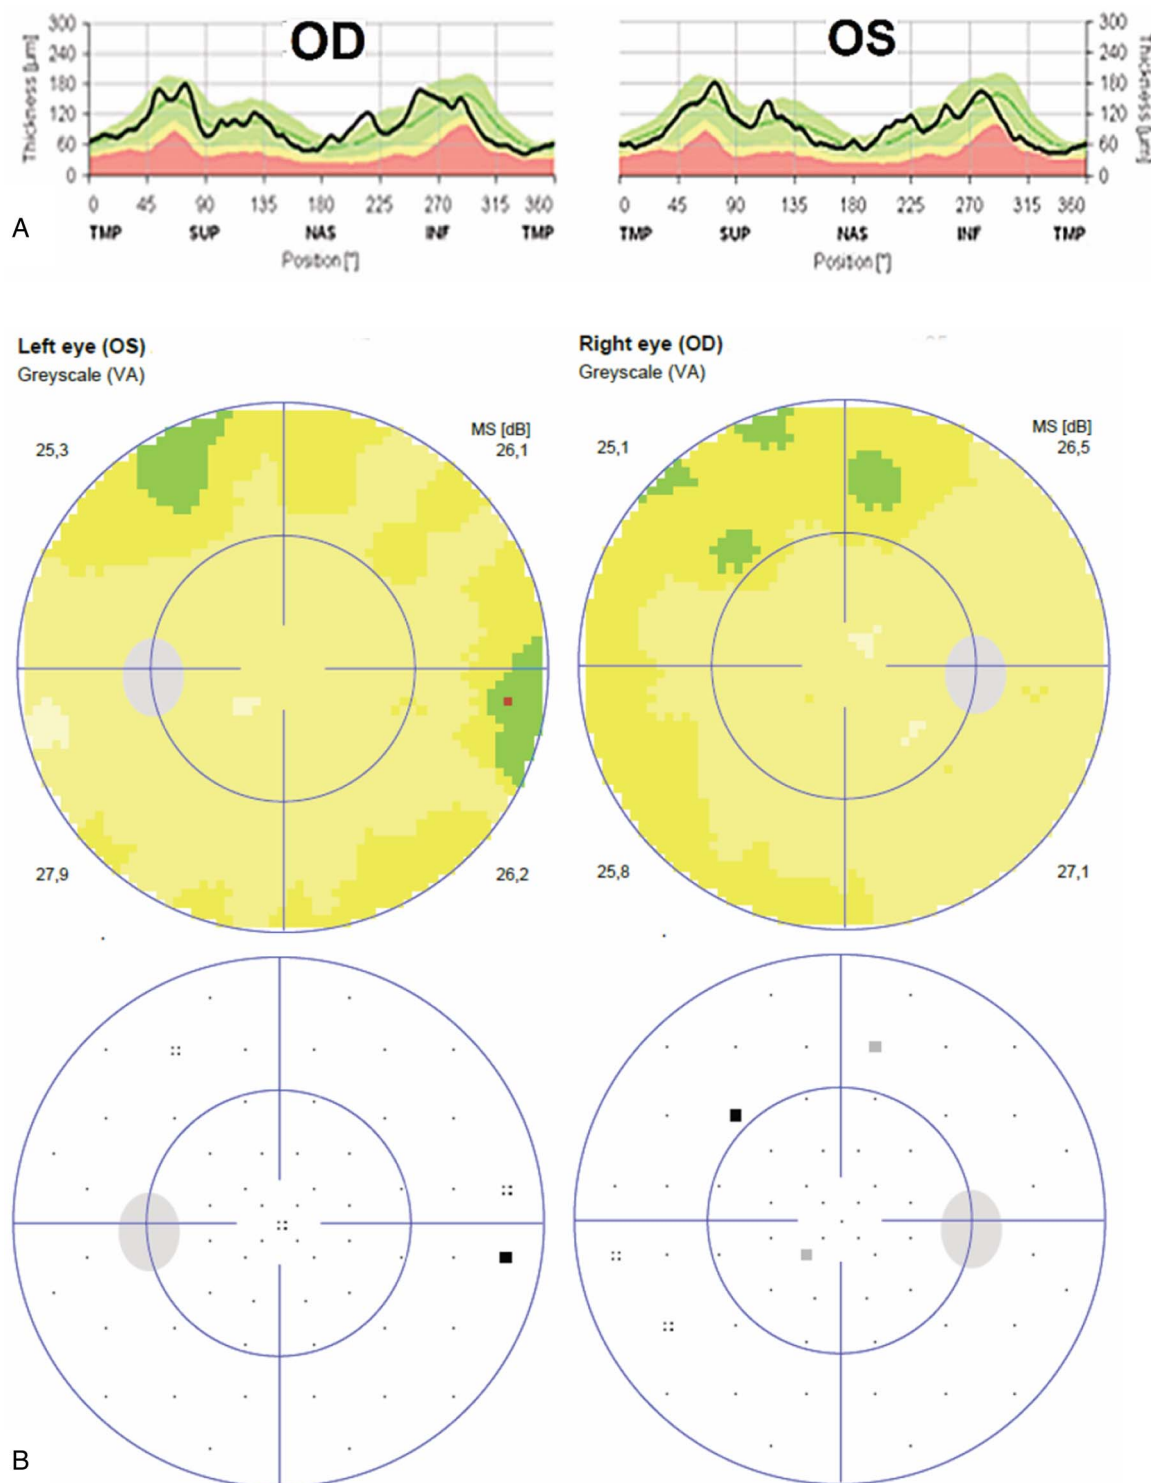 OD
OS
300
240
180
120
60
0
Thickness [µm]
0 45 90 135 180 225 270 315 360
TMP SUP NAS INF TMP
Position [°]
300
240
180
120
60
0
Thickness [µm]
0 45 90 135 180 225 270 315 360
TMP SUP NAS INF TMP
Position [°]
A
Left eye (OS)
Greyscale (VA)
25,3
MS [dB]
26,1
27,9
26,2
Right eye (OD)
Greyscale (VA)
25,1
MS [dB]
26,5
25,8
27,1
B